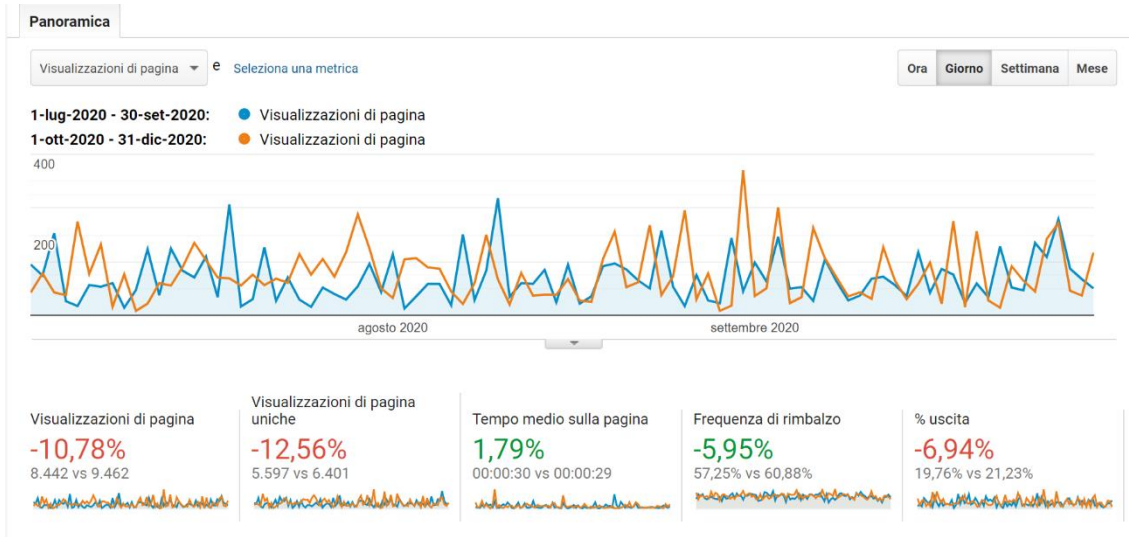 Panoramica
Visualizzazioni di pagina e Seleziona una metrica
Ora Giorno Settimana Mese
1-lug-2020 - 30-set-2020: Visualizzazioni di pagina
1-ott-2020 - 31-dic-2020: Visualizzazioni di pagina
400
200
agosto 2020 settembre 2020
Visualizzazioni di pagina
-10,78%
8.442 vs 9.462
Visualizzazioni di pagina
uniche
-12,56%
5.597 vs 6.401
Tempo medio sulla pagina
1,79%
00:00:30 vs 00:00:29
Frequenza di rimbalzo
-5,95%
57,25% vs 60,88%
% uscita
-6,94%
19,76% vs 21,23%